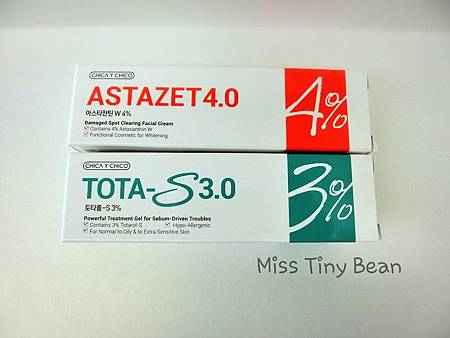 CHICA Y CHICO
ASTAZET4.0
아스타잔틴 W 4%
Damaged Spot Clearing Facial Cream
Contains 4% Astaxanthin W
Functional Cosmetic for Whitening
4%
CHICA Y CHICO
TOTA-S3.0
토타롤-S 3%
Powerful Treatment Gel for Sebum-Driven Troubles
Contains 3% Totarol-S Hypo-Allergenic
For Normal to Oily & to Extra Sensitive Skin
3%
Miss Tiny Bean